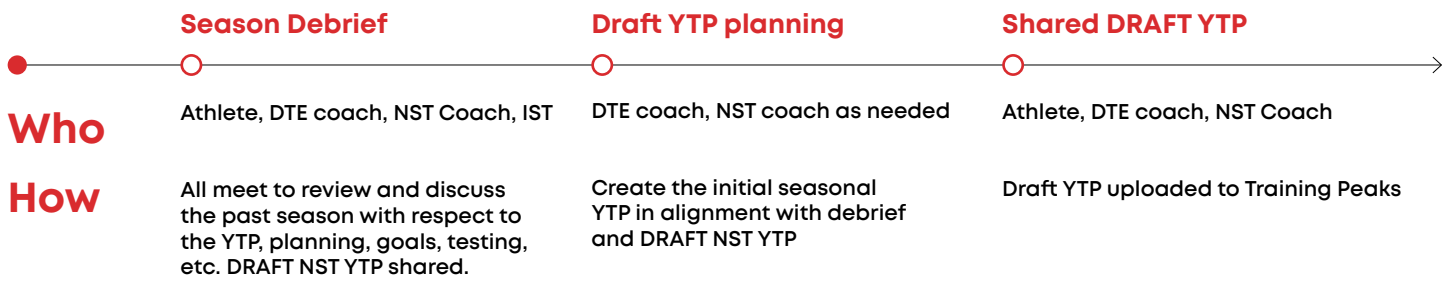 Season Debrief
Draft YTP planning
Shared DRAFT YTP
Who
Athlete, DTE coach, NST Coach, IST
DTE coach, NST coach as needed
Athlete, DTE coach, NST Coach
How
All meet to review and discuss
the past season with respect to
the YTP, planning, goals, testing,
etc. DRAFT NST YTP shared.
Create the initial seasonal
YTP in alignment with debrief
and DRAFT NST YTP
Draft YTP uploaded to Training Peaks